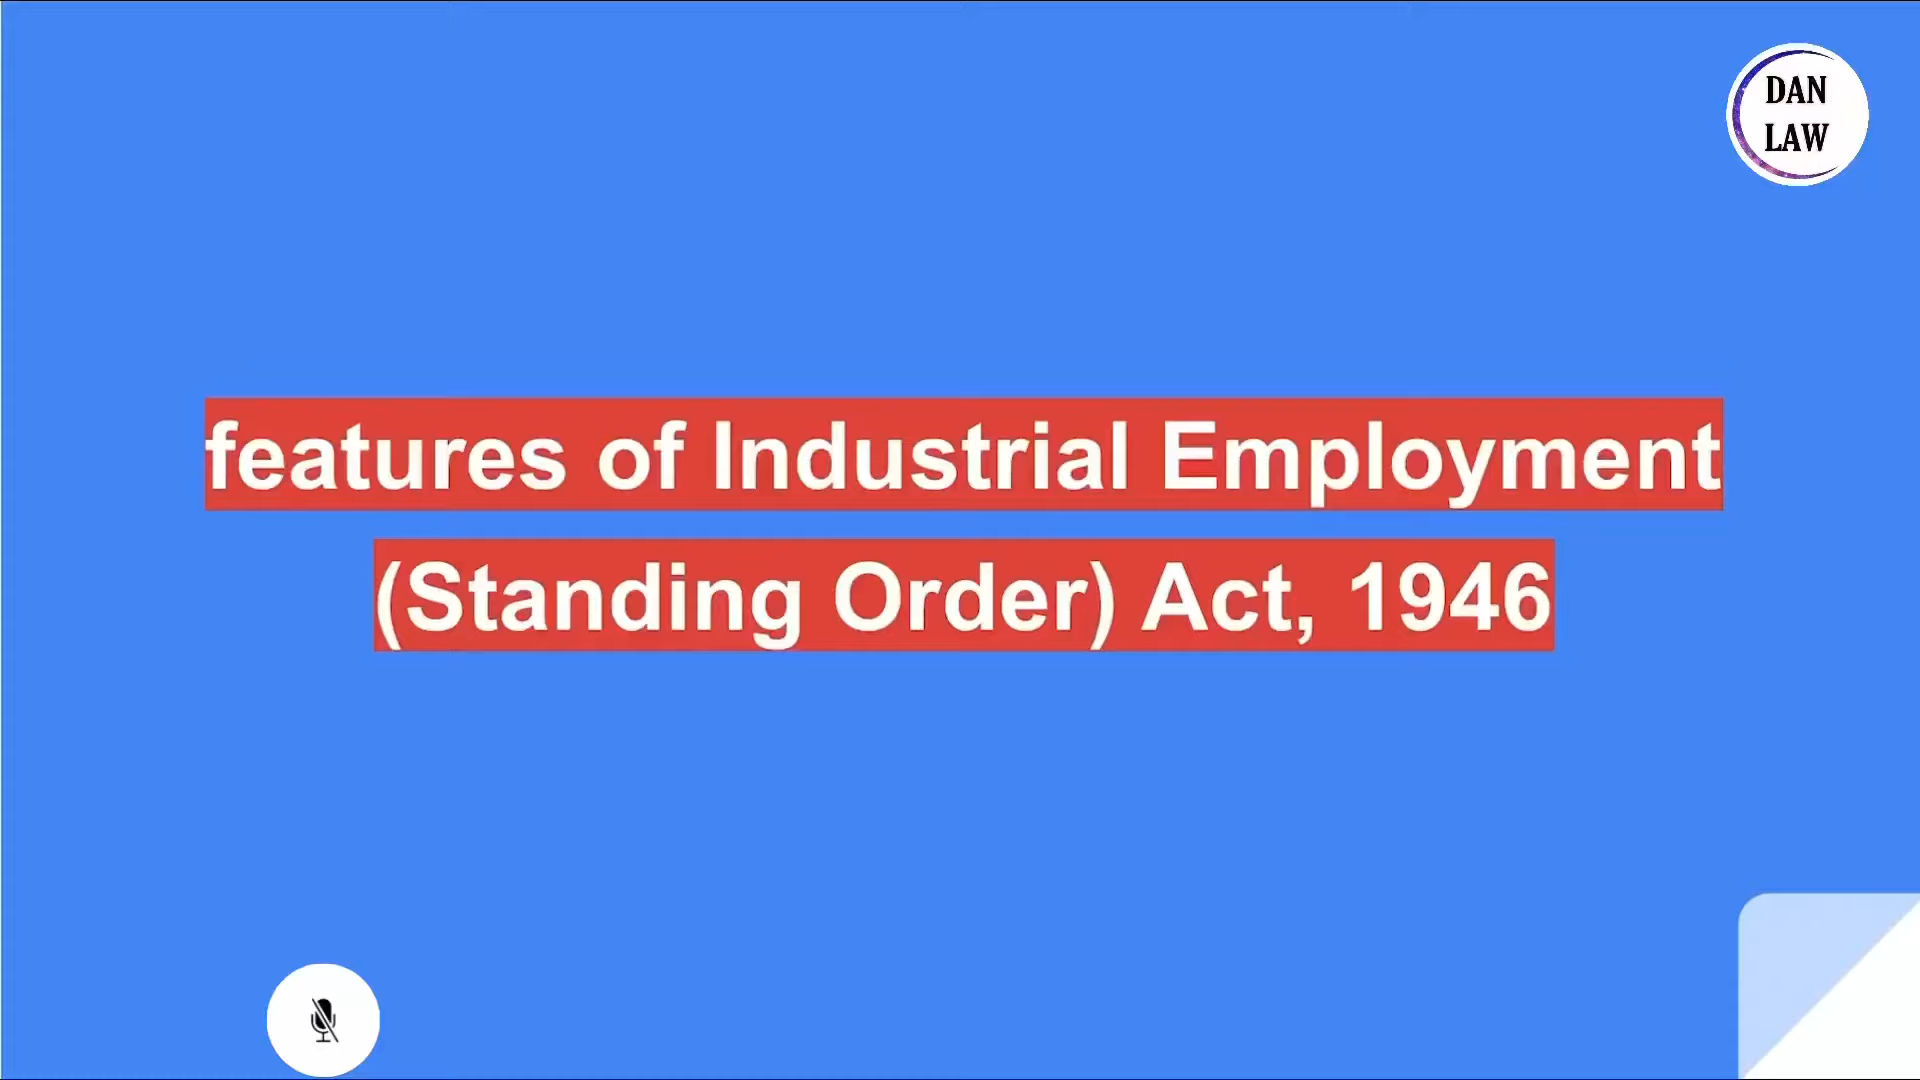 DAN
LAW
features of Industrial Employment
(Standing Order) Act, 1946